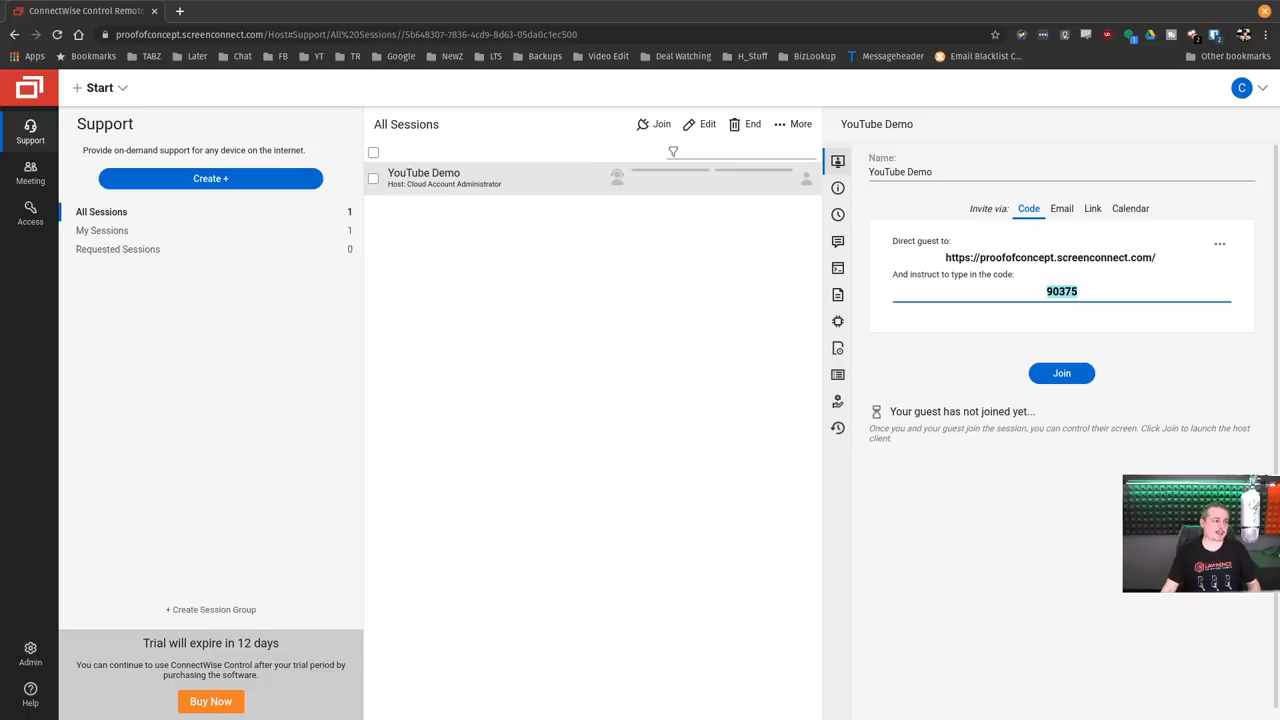 ConnectWise Control Remote
proofofconcept.screenconnect.com/Host#Support/All%20Sessions//5b648307-7836-4cd9-8d63-05da0c1ec500
Apps
Bookmarks
TABZ
Later
Chat
FB
YT
TR
Google
NewZ
LTS
Backups
Video Edit
Deal Watching
H_Stuff
BizLookup
Messageheader
Email Blacklist C...
Other bookmarks
+ Start
C
Support
Meeting
Access
Admin
Help
Support
Provide on-demand support for any device on the internet.
Create +
All Sessions 1
My Sessions 1
Requested Sessions 0
+ Create Session Group
Trial will expire in 12 days
You can continue to use ConnectWise Control after your trial period by
purchasing the software.
Buy Now
All Sessions
Join
Edit
End
More
YouTube Demo
Host: Cloud Account Administrator
YouTube Demo
Name:
YouTube Demo
Invite via: Code Email Link Calendar
Direct guest to:
https://proofofconcept.screenconnect.com/
And instruct to type in the code:
90375
Join
Your guest has not joined yet...
Once you and your guest join the session, you can control their screen. Click Join to launch the host
client.
LAWRENCE